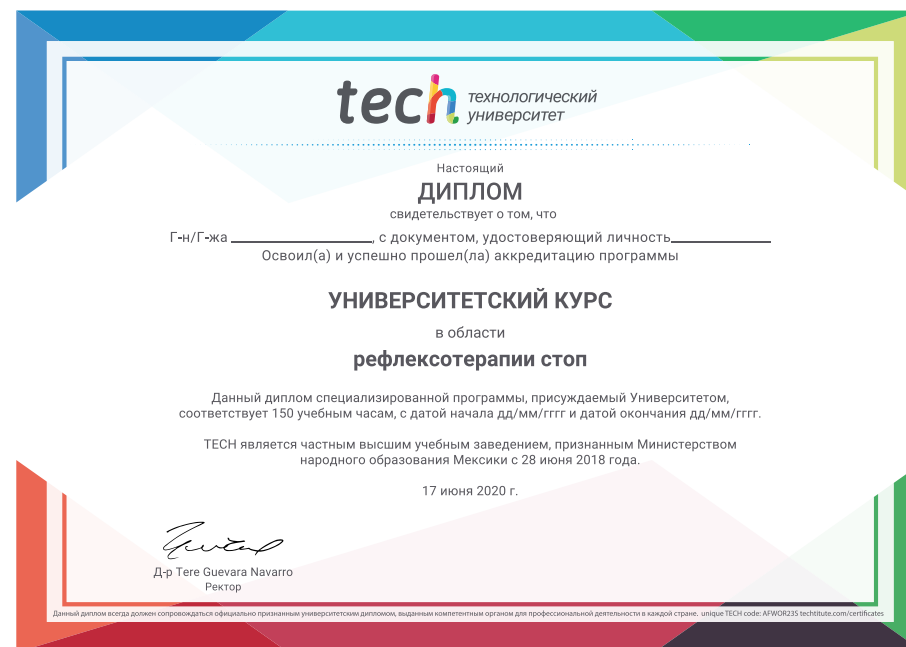 tech технологический
университет
Настоящий
ДИПЛОМ
свидетельствует о том, что
Г-н/Г-жа ____________________, с документом, удостоверяющий личность______________
Освоил(а) и успешно прошел(ла) аккредитацию программы
УНИВЕРСИТЕТСКИЙ КУРС
в области
рефлексотерапии стоп
Данный диплом специализированной программы, присуждаемый Университетом,
соответствует 150 учебным часам, с датой начала дд/мм/гггг и датой окончания дд/мм/гггг.
TECH является частным высшим учебным заведением, признанным Министерством
народного образования Мексики с 28 июня 2018 года.
17 июня 2020 г.
Д-р Tere Guevara Navarro
Ректор
Данный диплом всегда должен сопровождаться официально признанным университетским дипломом, выданным компетентным органом для профессиональной деятельности в каждой стране. unique TECH code: AFWOR23S techtitute.com/certificates